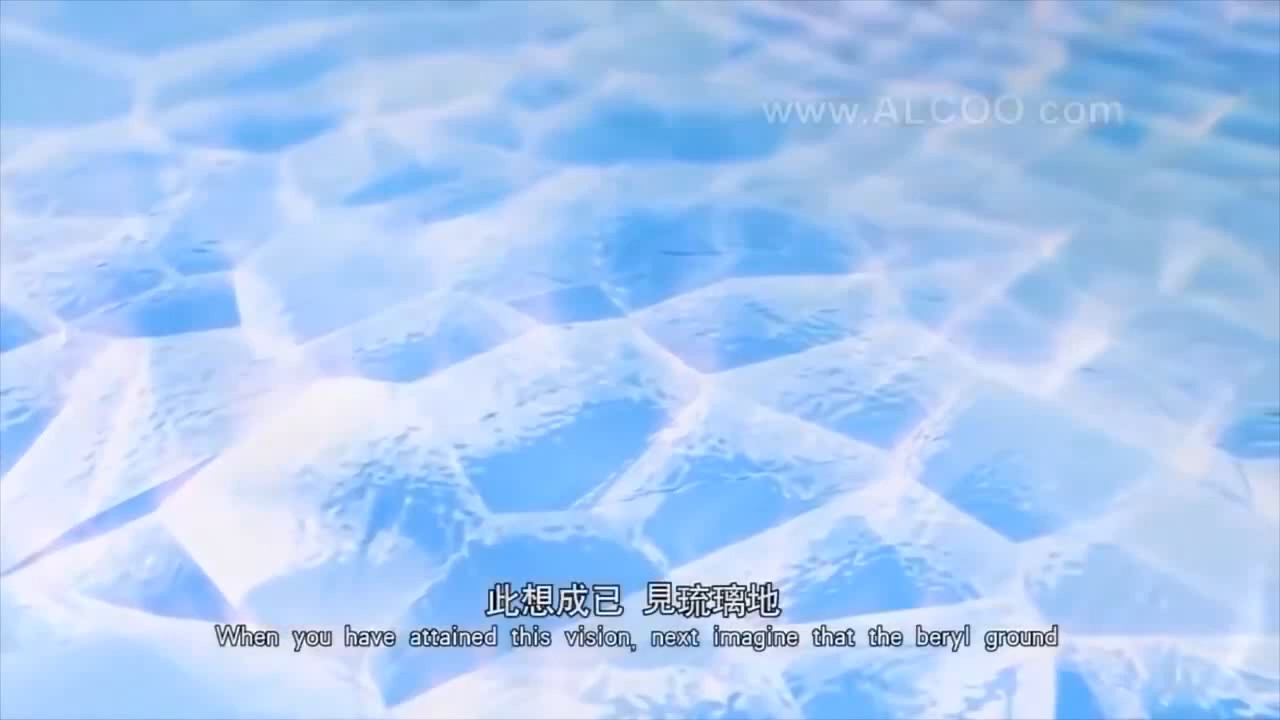 www.ALCOO com
此想成已 見琉璃地
When you have attained this vision, next imagine that the beryl ground